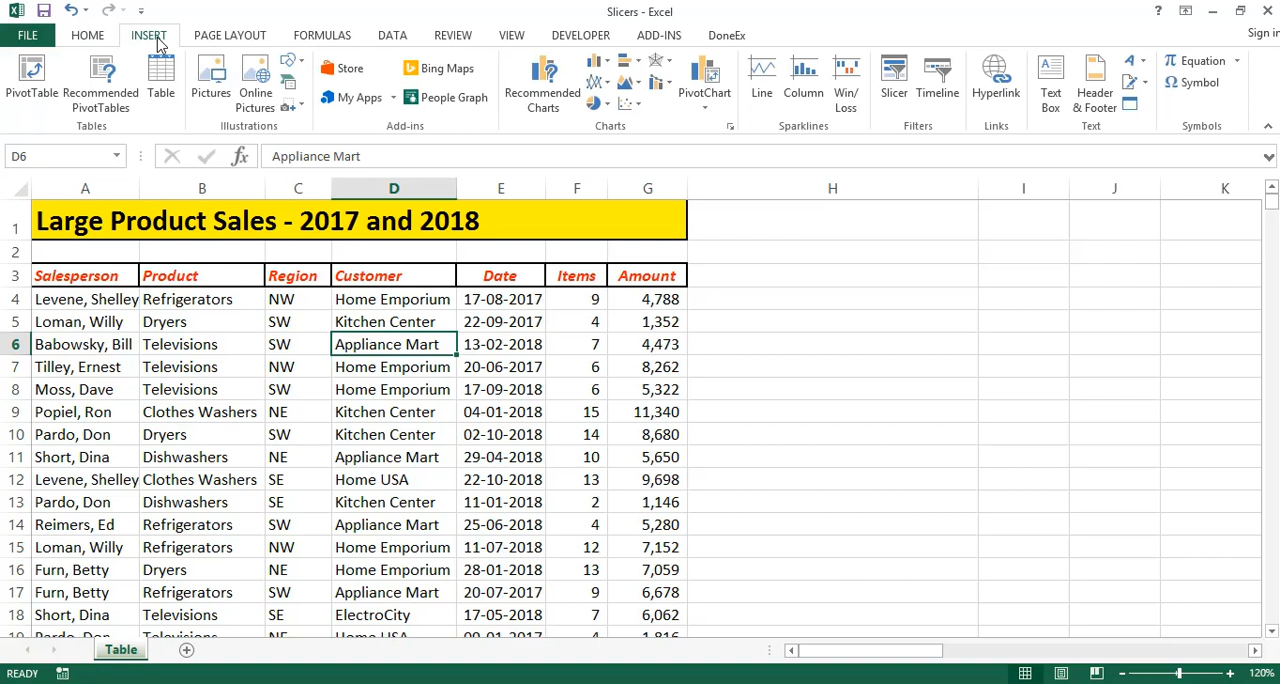 Slicers - Excel
?
Sign in
FILE HOME INSERT PAGE LAYOUT FORMULAS DATA REVIEW VIEW DEVELOPER ADD-INS DoneEx
PivotTable Recommended PivotTables Table
Tables
Pictures Online Pictures
Illustrations
Store
My Apps
Bing Maps
People Graph
Add-ins
Recommended Charts
PivotChart
Charts
Line Column Win/ Loss
Sparklines
Slicer Timeline
Filters
Hyperlink
Links
Text Box Header & Footer
Text
Equation
Symbol
Symbols
D6 fx Appliance Mart
A B C D E F G H I J K
1 Large Product Sales - 2017 and 2018
2
3 Salesperson Product Region Customer Date Items Amount
4 Levene, Shelley Refrigerators NW Home Emporium 17-08-2017 9 4,788
5 Loman, Willy Dryers SW Kitchen Center 22-09-2017 4 1,352
6 Babowsky, Bill Televisions SW Appliance Mart 13-02-2018 7 4,473
7 Tilley, Ernest Televisions NW Home Emporium 20-06-2017 6 8,262
8 Moss, Dave Televisions SW Home Emporium 17-09-2018 6 5,322
9 Popiel, Ron Clothes Washers NE Kitchen Center 04-01-2018 15 11,340
10 Pardo, Don Dryers SW Kitchen Center 02-10-2018 14 8,680
11 Short, Dina Dishwashers NE Appliance Mart 29-04-2018 10 5,650
12 Levene, Shelley Clothes Washers SE Home USA 22-10-2018 13 9,698
13 Pardo, Don Dishwashers SE Kitchen Center 11-01-2018 2 1,146
14 Reimers, Ed Refrigerators SW Appliance Mart 25-06-2018 4 5,280
15 Loman, Willy Refrigerators NW Home Emporium 11-07-2018 12 7,152
16 Furn, Betty Dryers NE Home Emporium 28-01-2018 13 7,059
17 Furn, Betty Refrigerators SW Appliance Mart 20-07-2017 9 6,678
18 Short, Dina Televisions SE ElectroCity 17-05-2018 7 6,062
19 Pardo, Don Televisions NE Home USA 09-01-2017 4 1,816
Table
READY 120%